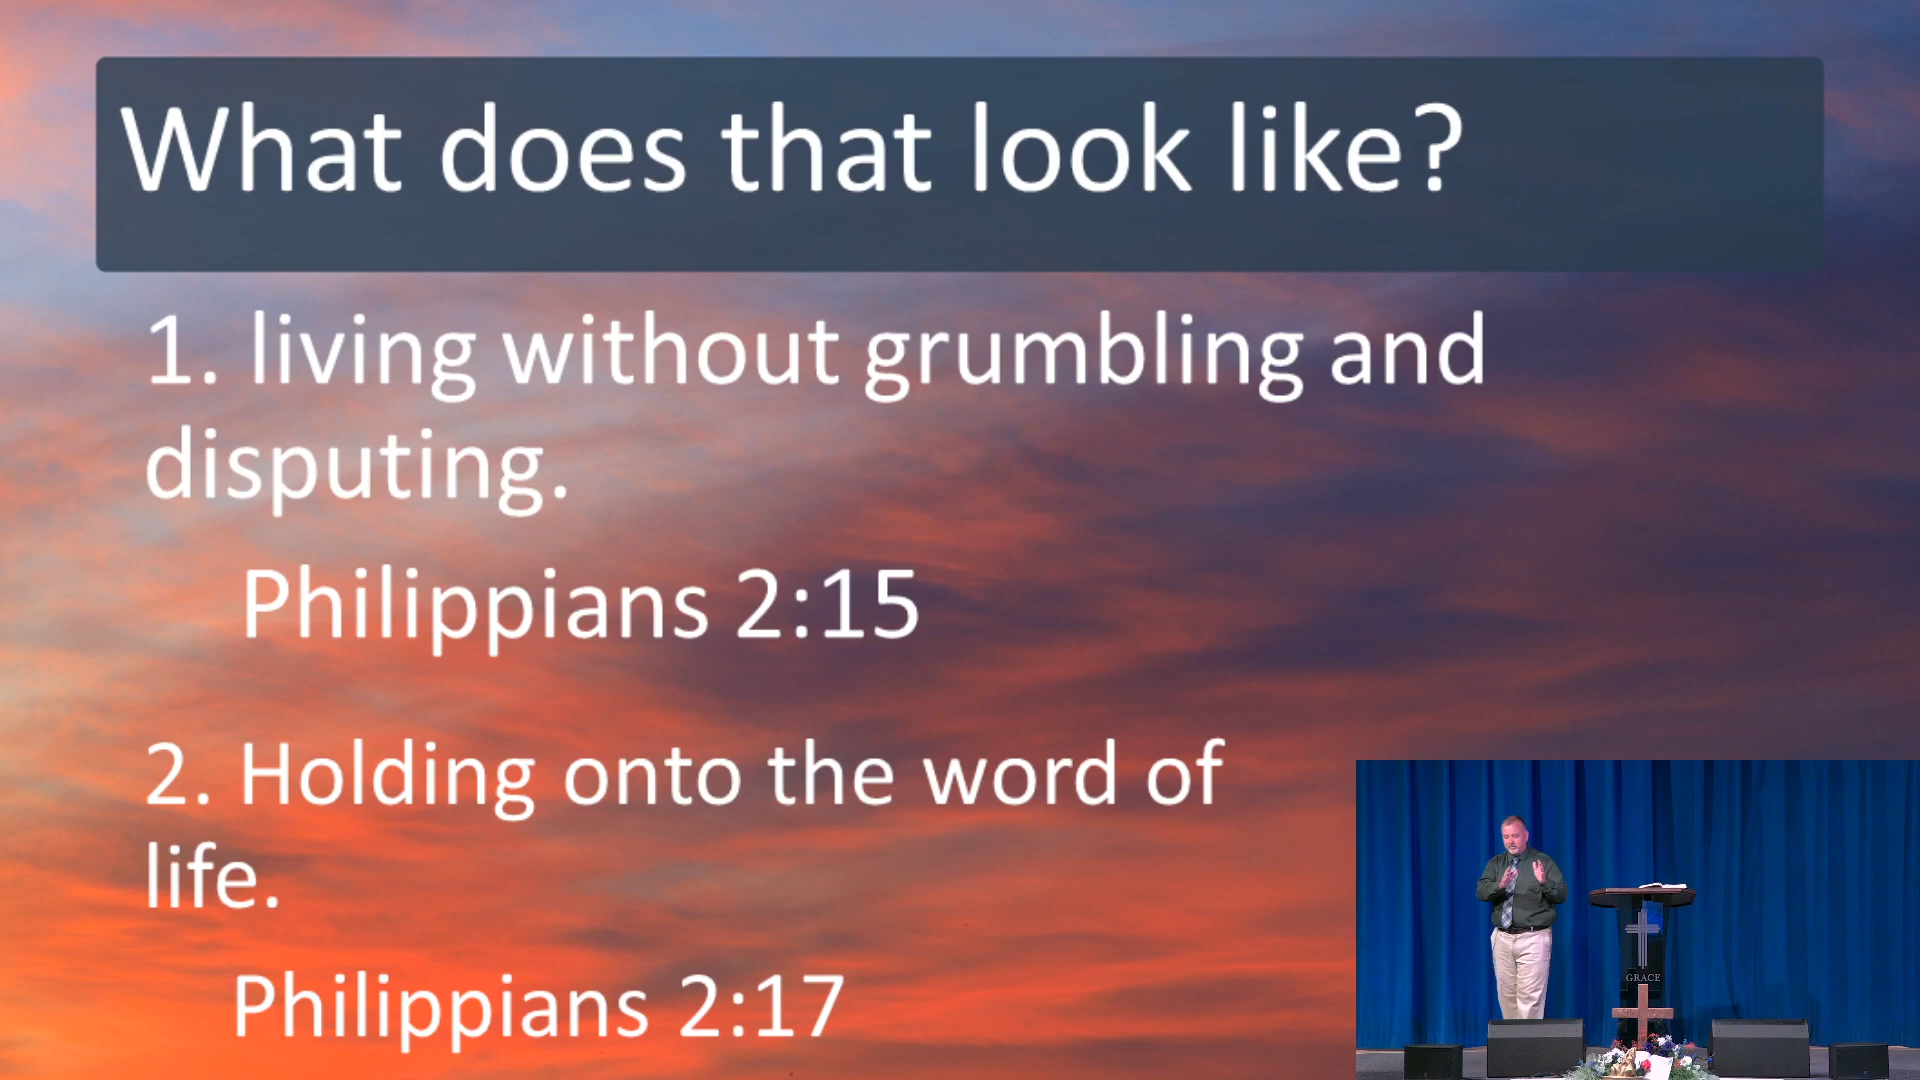 What does that look like?
1. living without grumbling and
disputing.
Philippians 2:15
2. Holding onto the word of
life.
Philippians 2:17
GRACE